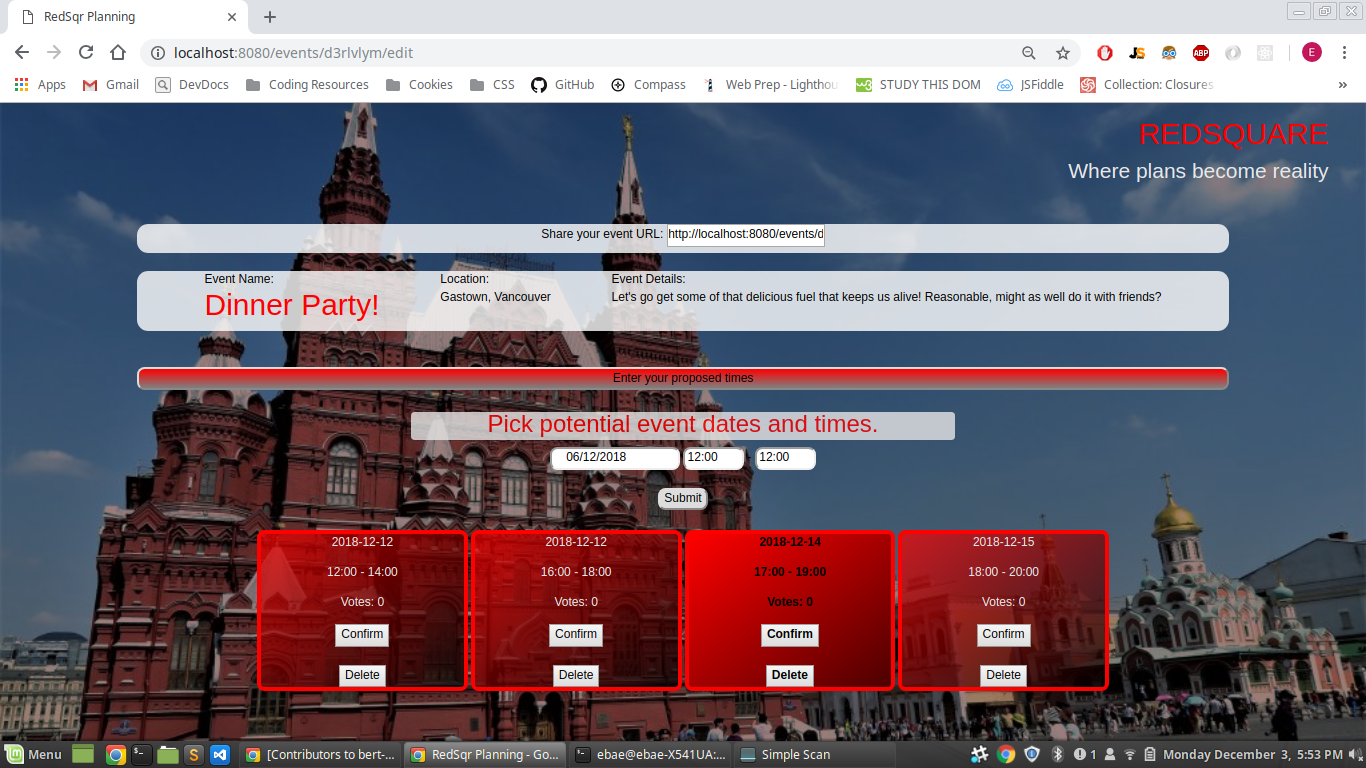 RedSqr Planning
localhost:8080/events/d3rlvlym/edit
Apps Gmail DevDocs Coding Resources Cookies CSS GitHub Compass Web Prep - Lighthou STUDY THIS DOM JSFiddle Collection: Closures »
REDSQUARE
Where plans become reality
Share your event URL: http://localhost:8080/events/d
Event Name: Location: Event Details:
Dinner Party! Gastown, Vancouver Let's go get some of that delicious fuel that keeps us alive! Reasonable, might as well do it with friends?
Enter your proposed times
Pick potential event dates and times.
06/12/2018 12:00 12:00
Submit
2018-12-12 2018-12-12 2018-12-14 2018-12-15
12:00 - 14:00 16:00 - 18:00 17:00 - 19:00 18:00 - 20:00
Votes: 0 Votes: 0 Votes: 0 Votes: 0
Confirm Confirm Confirm Confirm
Delete Delete Delete Delete
Menu [Contributors to bert-... RedSqr Planning - Go... ebae@ebae-X541UA:... Simple Scan 1 Monday December 3, 5:53 PM